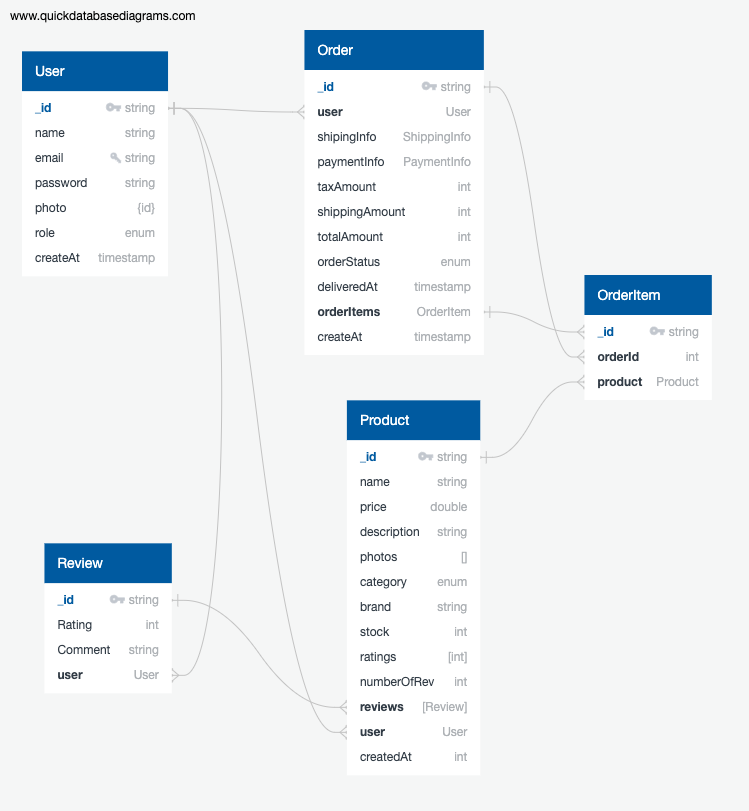 www.quickdatabasediagrams.com
User
_id string
name string
email string
password string
photo {id}
role enum
createAt timestamp
Order
_id string
user User
shipingInfo ShippingInfo
paymentInfo PaymentInfo
taxAmount int
shippingAmount int
totalAmount int
orderStatus enum
deliveredAt timestamp
orderItems OrderItem
createAt timestamp
OrderItem
_id string
orderId int
product Product
Product
_id string
name string
price double
description string
photos []
category enum
brand string
stock int
ratings [int]
numberOfRev int
reviews [Review]
user User
createdAt int
Review
_id string
Rating int
Comment string
user User